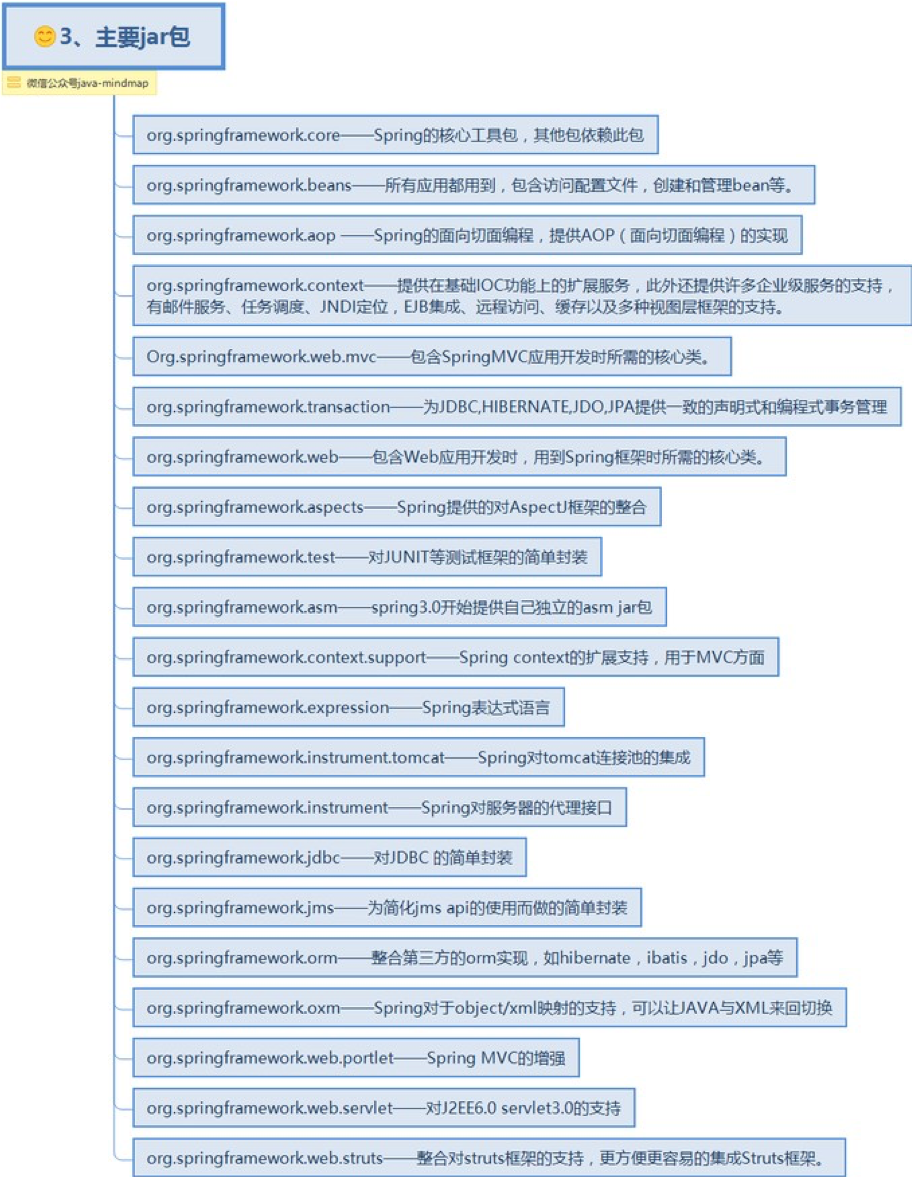 😊3、主要jar包
微信公众号java-mindmap
org.springframework.core——Spring的核心工具包，其他包依赖此包
org.springframework.beans——所有应用都用到，包含访问配置文件，创建和管理bean等。
org.springframework.aop ——Spring的面向切面编程，提供AOP（面向切面编程）的实现
org.springframework.context——提供在基础IOC功能上的扩展服务，此外还提供许多企业级服务的支持，
有邮件服务、任务调度、JNDI定位，EJB集成、远程访问、缓存以及多种视图层框架的支持。
Org.springframework.web.mvc——包含SpringMVC应用开发时所需的核心类。
org.springframework.transaction——为JDBC,HIBERNATE,JDO,JPA提供一致的声明式和编程式事务管理
org.springframework.web——包含Web应用开发时，用到Spring框架时所需的核心类。
org.springframework.aspects——Spring提供的对AspectJ框架的整合
org.springframework.test——对JUNIT等测试框架的简单封装
org.springframework.asm——spring3.0开始提供自己独立的asm jar包
org.springframework.context.support——Spring context的扩展支持，用于MVC方面
org.springframework.expression——Spring表达式语言
org.springframework.instrument.tomcat——Spring对tomcat连接池的集成
org.springframework.instrument——Spring对服务器的代理接口
org.springframework.jdbc——对JDBC 的简单封装
org.springframework.jms——为简化jms api的使用而做的简单封装
org.springframework.orm——整合第三方的orm实现，如hibernate，ibatis，jdo，jpa等
org.springframework.oxm——Spring对于object/xml映射的支持，可以让JAVA与XML来回切换
org.springframework.web.portlet——Spring MVC的增强
org.springframework.web.servlet——对J2EE6.0 servlet3.0的支持
org.springframework.web.struts——整合对struts框架的支持，更方便更容易的集成Struts框架。